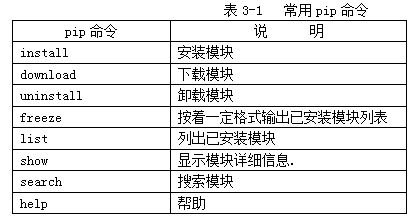 表 3-1 常用 pip 命令
pip 命令 说 明
install 安装模块
download 下载模块
uninstall 卸载模块
freeze 按着一定格式输出已安装模块列表
list 列出已安装模块
show 显示模块详细信息.
search 搜索模块
help 帮助